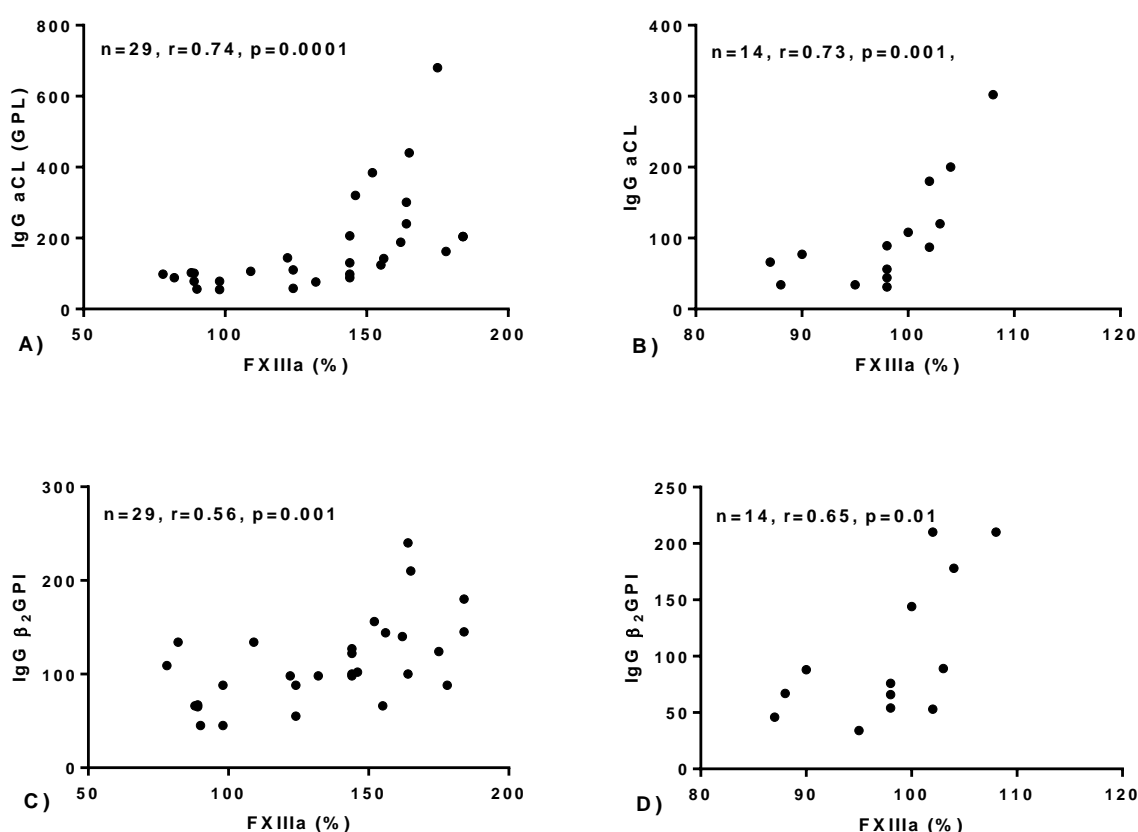 n=29, r=0.74, p=0.0001
IgG aCL (GPL)
800
600
400
200
0
50
100
150
200
FXIIIa (%)
A)
n=14, r=0.73, p=0.001,
IgG aCL
400
300
200
100
0
80
90
100
110
120
FXIIIa (%)
B)
n=29, r=0.56, p=0.001
IgG β₂GPI
300
200
100
0
50
100
150
200
FXIIIa (%)
C)
n=14, r=0.65, p=0.01
IgG β₂GPI
250
200
150
100
50
0
80
90
100
110
120
FXIIIa (%)
D)